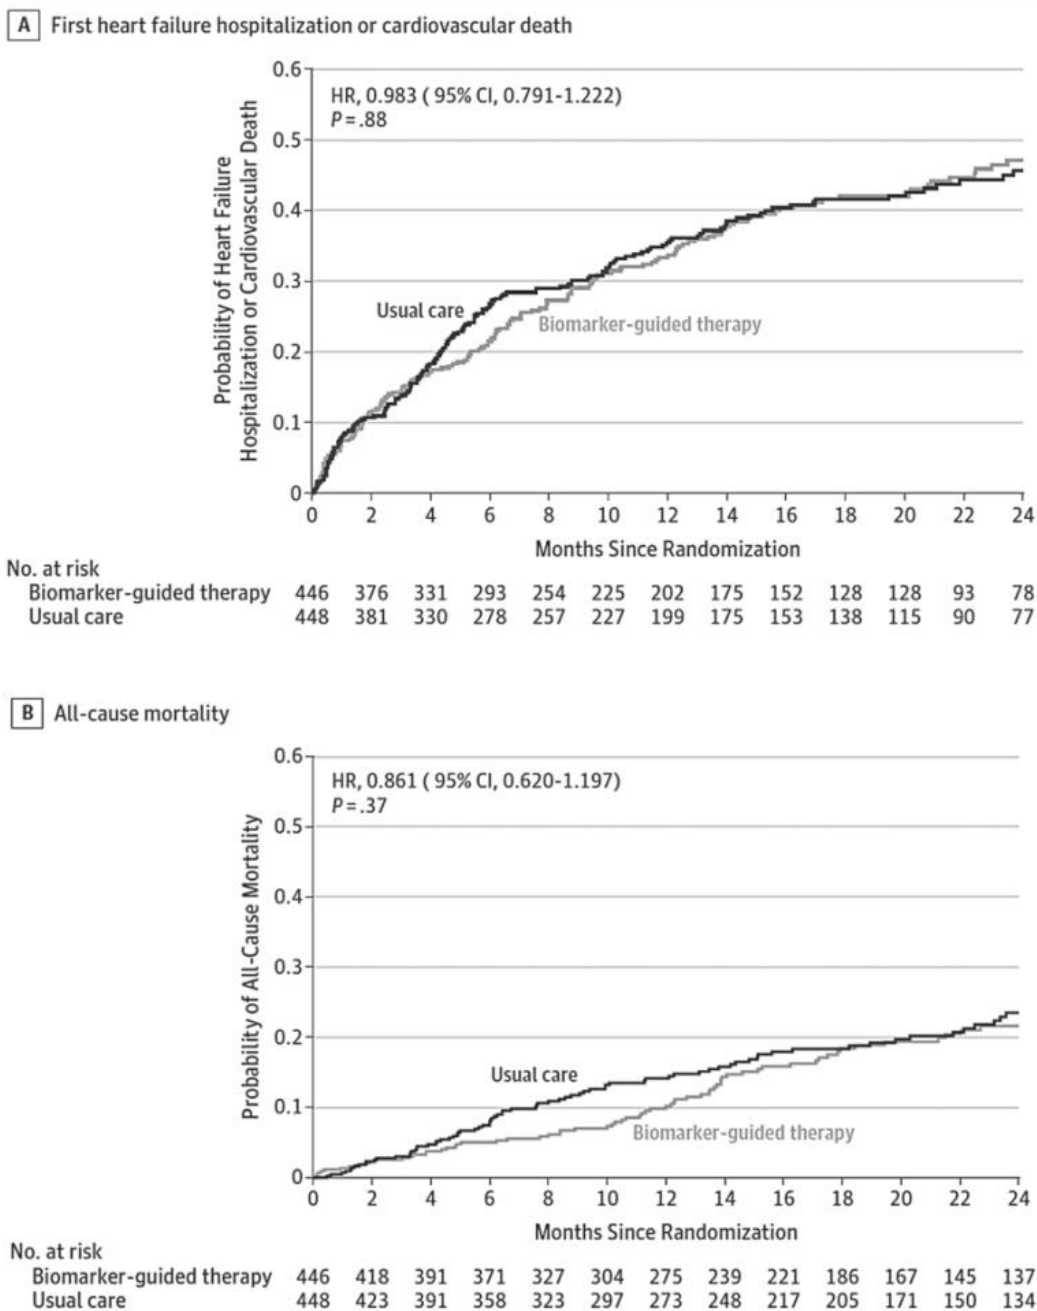 A First heart failure hospitalization or cardiovascular death
HR, 0.983 ( 95% CI, 0.791-1.222)
P = .88
Probability of Heart Failure
Hospitalization or Cardiovascular Death
0.6
0.5
0.4
0.3
0.2
0.1
0
Usual care
Biomarker-guided therapy
0 2 4 6 8 10 12 14 16 18 20 22 24
Months Since Randomization
No. at risk
Biomarker-guided therapy 446 376 331 293 254 225 202 175 152 128 128 93 78
Usual care 448 381 330 278 257 227 199 175 153 138 115 90 77
B All-cause mortality
HR, 0.861 ( 95% CI, 0.620-1.197)
P = .37
Probability of All-Cause Mortality
0.6
0.5
0.4
0.3
0.2
0.1
0
Usual care
Biomarker-guided therapy
0 2 4 6 8 10 12 14 16 18 20 22 24
Months Since Randomization
No. at risk
Biomarker-guided therapy 446 418 391 371 327 304 275 239 221 186 167 145 137
Usual care 448 423 391 358 323 297 273 248 217 205 171 150 134